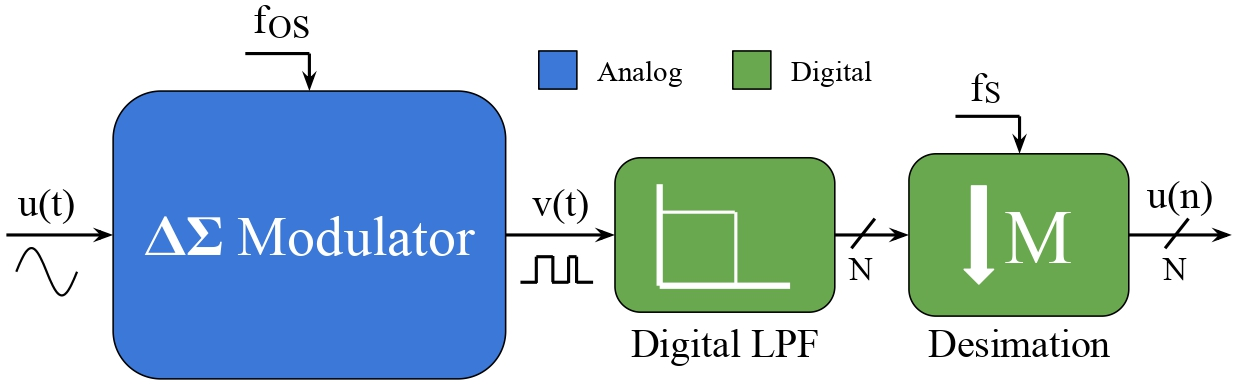 fOS
Analog
Digital
fS
u(t)
ΔΣ Modulator
v(t)
N
M
u(n)
N
Digital LPF
Desimation